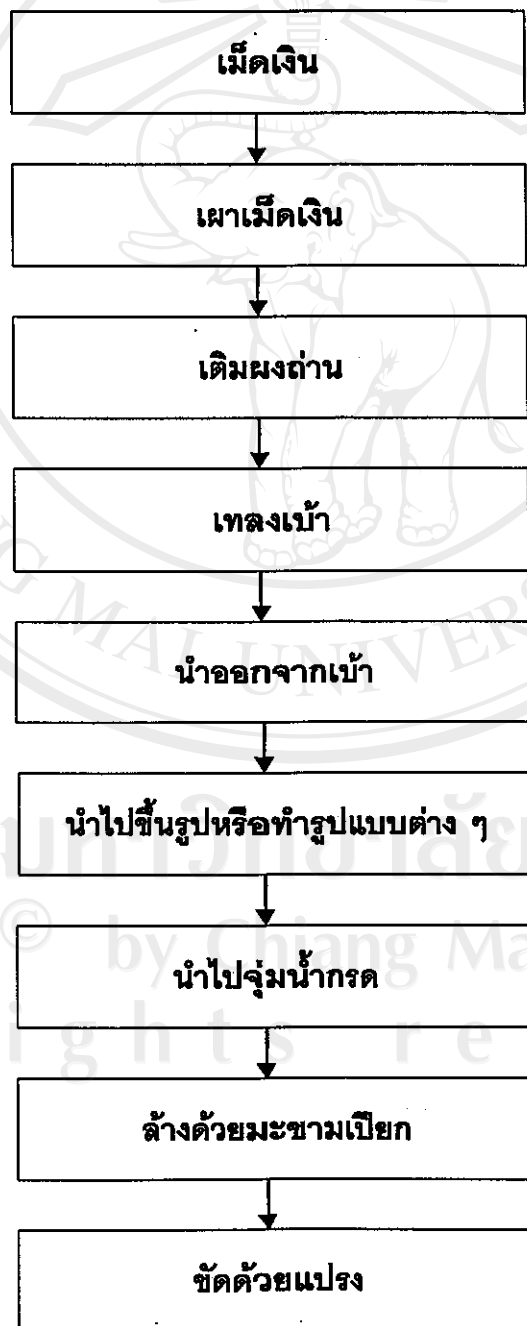 เม็ดเงิน
เผาเม็ดเงิน
เติมผงถ่าน
เทลงเบ้า
นำออกจากเบ้า
นำไปขึ้นรูปหรือทำรูปแบบต่าง ๆ
นำไปจุ่มน้ำกรด
ล้างด้วยมะขามเปียก
ขัดด้วยแปรง